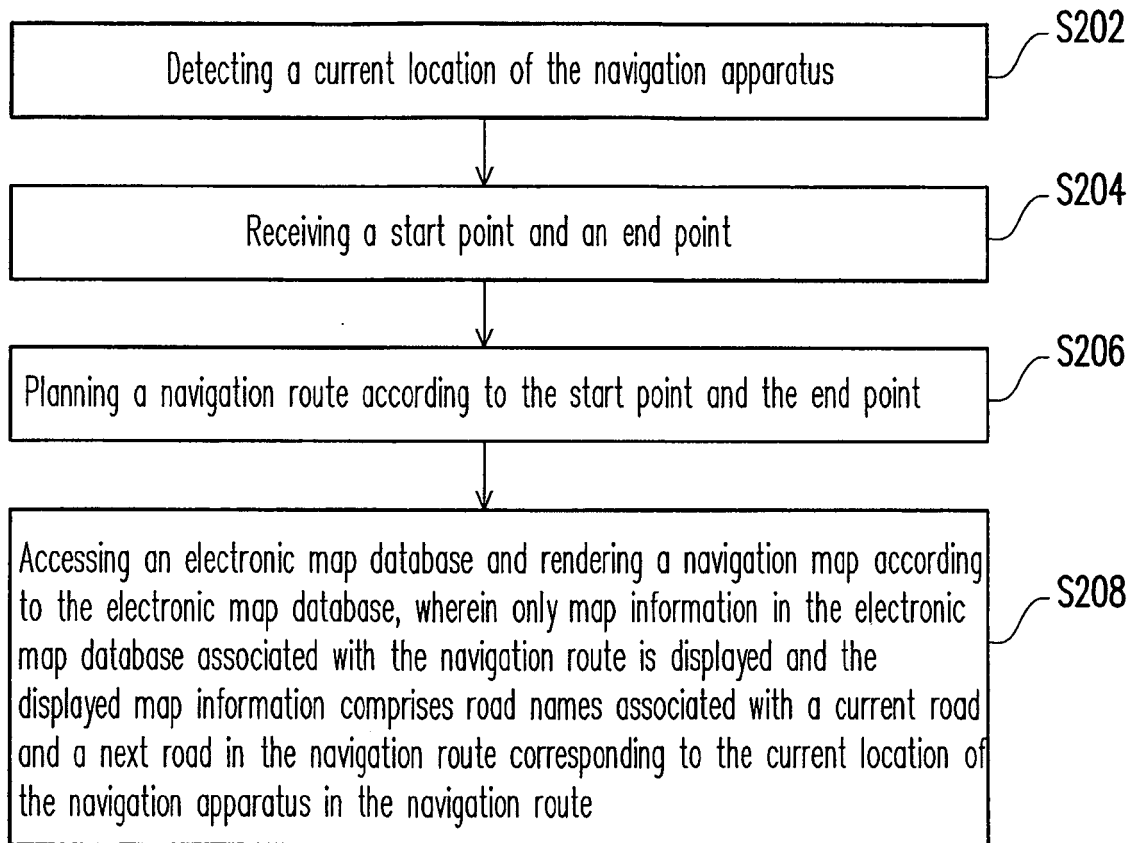 S202
Detecting a current location of the navigation apparatus
S204
Receiving a start point and an end point
S206
Planning a navigation route according to the start point and the end point
S208
Accessing an electronic map database and rendering a navigation map according
to the electronic map database, wherein only map information in the electronic
map database associated with the navigation route is displayed and the
displayed map information comprises road names associated with a current road
and a next road in the navigation route corresponding to the current location of
the navigation apparatus in the navigation route